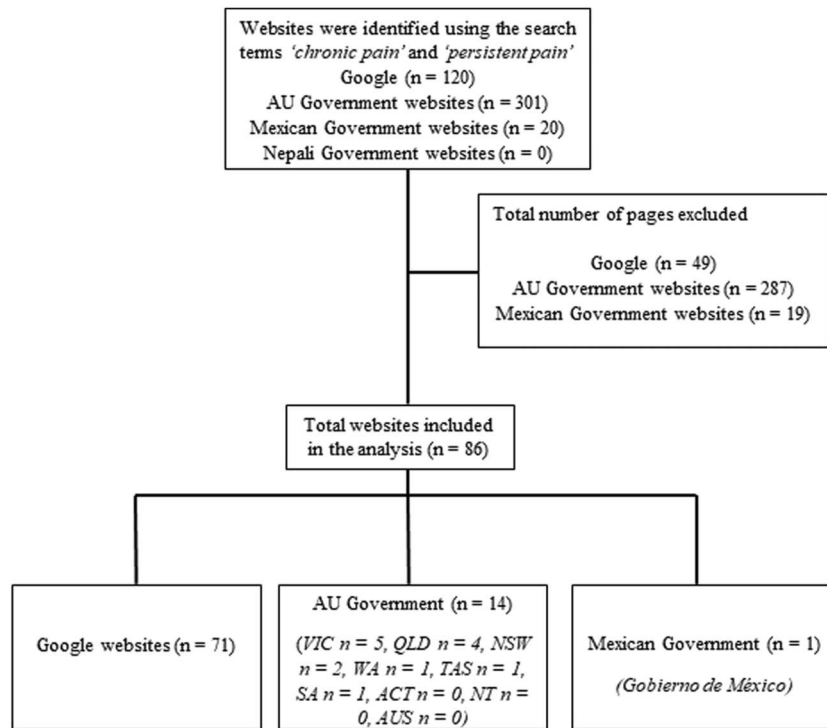 Websites were identified using the search
terms ‘chronic pain’ and ‘persistent pain’
Google (n = 120)
AU Government websites (n = 301)
Mexican Government websites (n = 20)
Nepali Government websites (n = 0)
Total number of pages excluded
Google (n = 49)
AU Government websites (n = 287)
Mexican Government websites (n = 19)
Total websites included
in the analysis (n = 86)
Google websites (n = 71)
AU Government (n = 14)
(VIC n = 5, QLD n = 4, NSW
n = 2, WA n = 1, TAS n = 1,
SA n = 1, ACT n = 0, NT n =
0, AUS n = 0)
Mexican Government (n = 1)
(Gobierno de México)